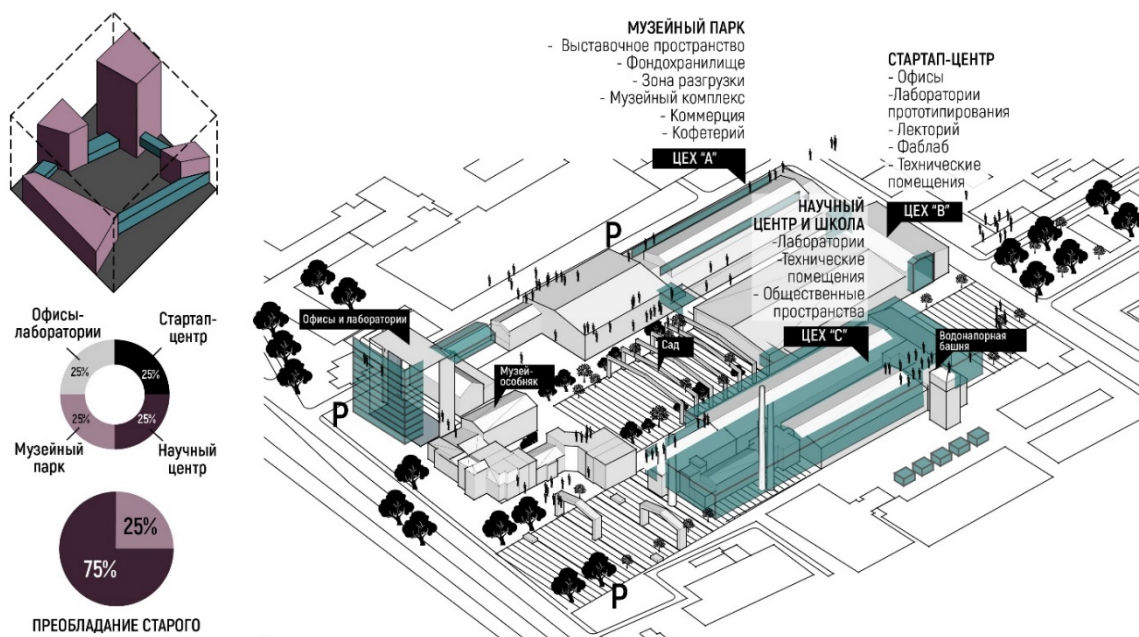 МУЗЕЙНЫЙ ПАРК
- Выставочное пространство
- Фондохранилище
- Зона разгрузки
- Музейный комплекс
- Коммерция
- Кофетерий
ЦЕХ "А"
СТАРТАП-ЦЕНТР
- Офисы
-Лаборатории
прототипирования
- Лекторий
- Фаблаб
- Технические
помещения
ЦЕХ "В"
НАУЧНЫЙ
ЦЕНТР И ШКОЛА
-Лаборатории
-Технические
помещения
- Общественные
пространства
ЦЕХ "С"
Водонапорная
башня
Сад
Офисы и лаборатории
Музей-
особняк
P
P
P
Офисы-
лаборатории
Стартап-
центр
25%
25%
25%
25%
Музейный
парк
Научный
центр
25%
75%
ПРЕОБЛАДАНИЕ СТАРОГО